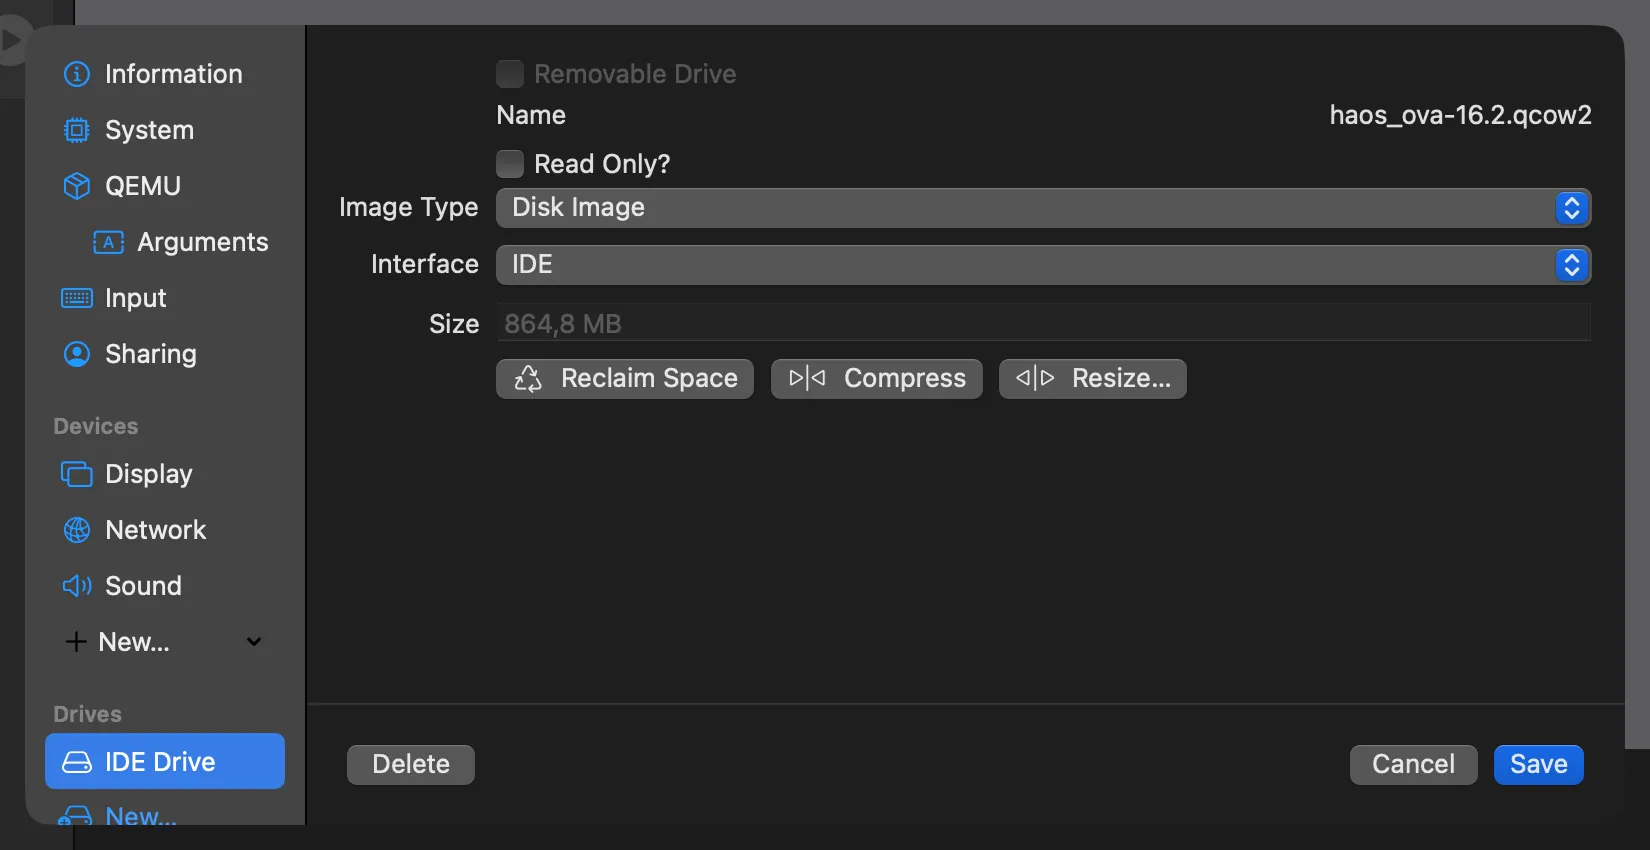 Information
System
QEMU
Arguments
Input
Sharing
Devices
Display
Network
Sound
New...
Drives
IDE Drive
New...
Removable Drive
Name haos_ova-16.2.qcow2
Read Only?
Image Type Disk Image
Interface IDE
Size 864,8 MB
Reclaim Space Compress Resize...
Delete Cancel Save